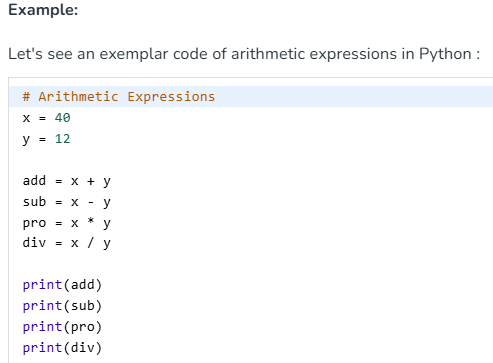 Example:
Let's see an exemplar code of arithmetic expressions in Python :
# Arithmetic Expressions
x = 40
y = 12
add = x + y
sub = x - y
pro = x * y
div = x / y
print(add)
print(sub)
print(pro)
print(div)